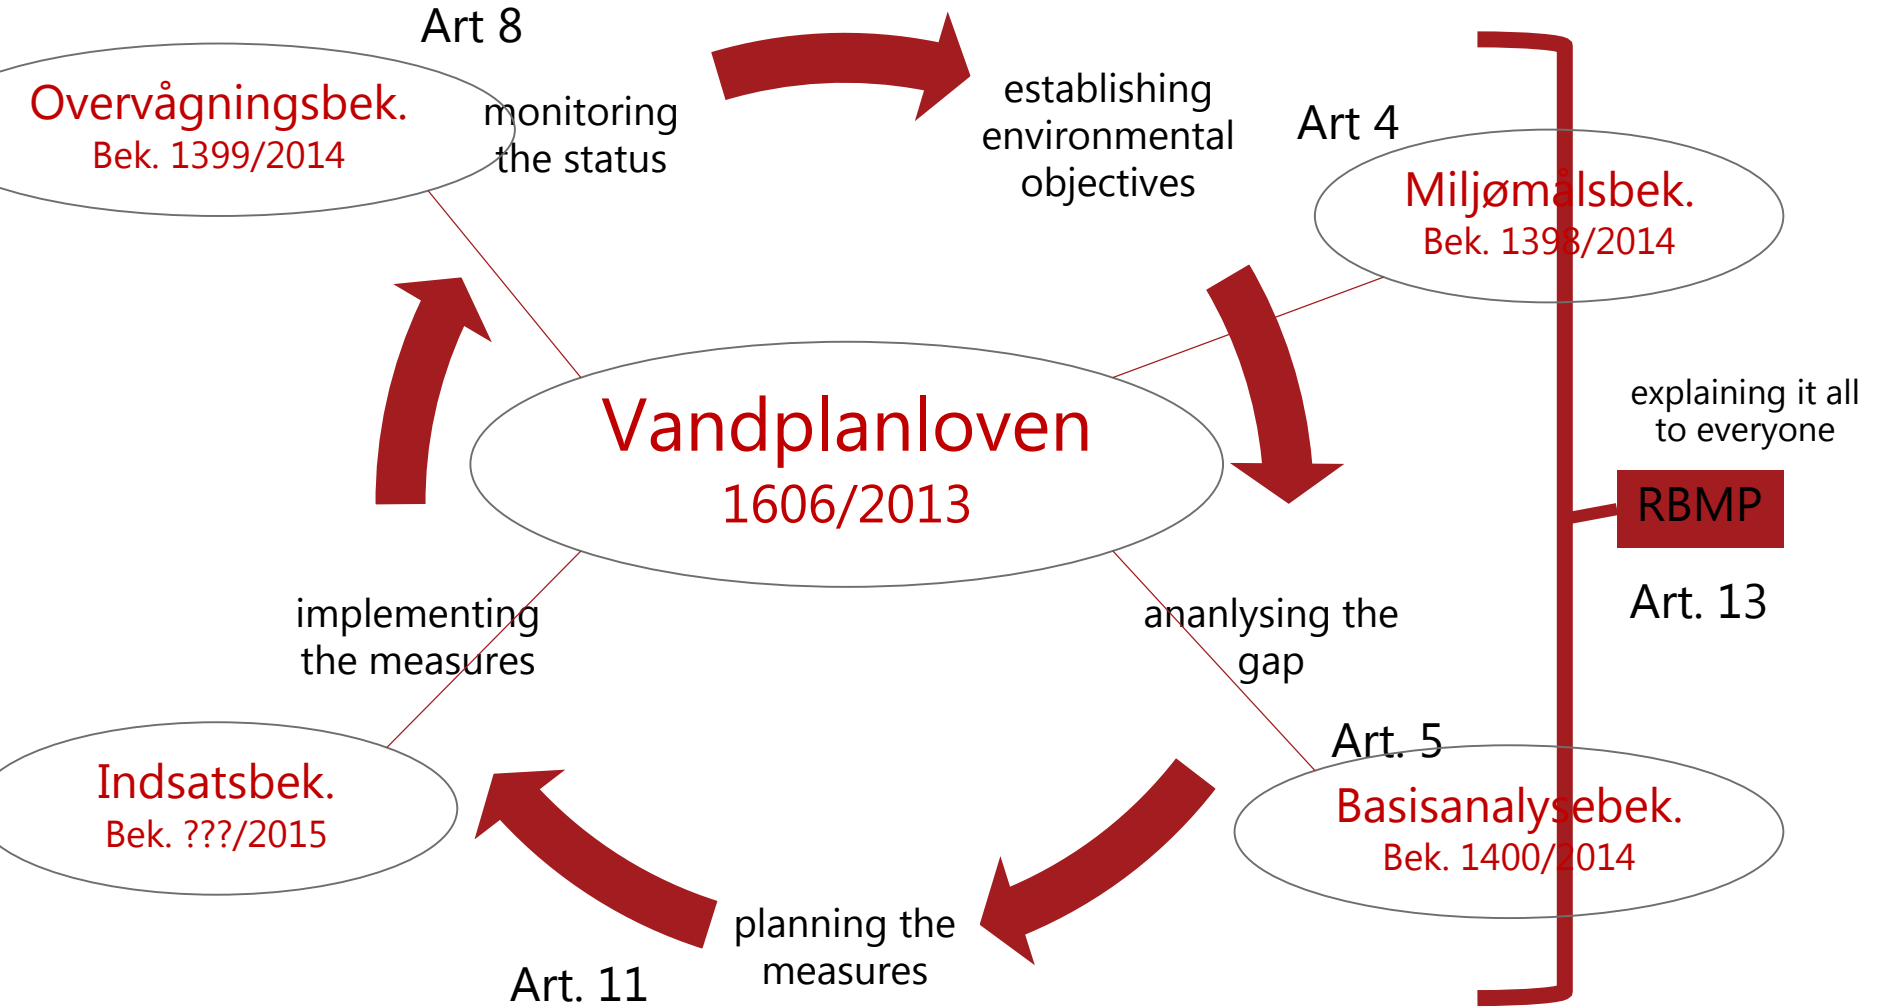 Art 8
Overvågningsbek.
Bek. 1399/2014
monitoring
the status
establishing
environmental
objectives
Art 4
Miljømålsbek.
Bek. 1398/2014
Vandplanloven
1606/2013
explaining it all
to everyone
RBMP
Art. 13
implementing
the measures
ananlysing the
gap
Art. 5
Basisanalysebek.
Bek. 1400/2014
Indsatsbek.
Bek. ???/2015
planning the
measures
Art. 11